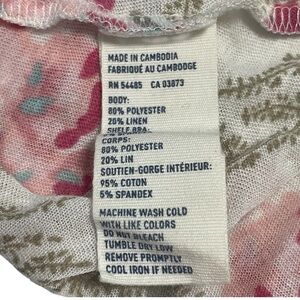 MADE IN CAMBODIA
FABRIQUÉ AU CAMBODGE
RN 54485 CA 03873
BODY:
80% POLYESTER
20% LINEN
SHELF BRA:
CORPS:
80% POLYESTER
20% LIN
SOUTIEN-GORGE INTÉRIEUR:
95% COTON
5% SPANDEX
MACHINE WASH COLD
WITH LIKE COLORS
DO NOT BLEACH
TUMBLE DRY LOW
REMOVE PROMPTLY
COOL IRON IF NEEDED